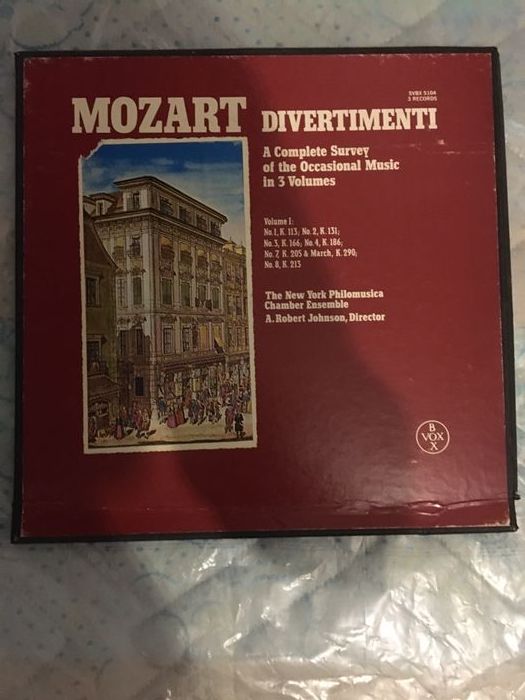 SVBX 5104
3 RECORDS
MOZART DIVERTIMENTI
A Complete Survey
of the Occasional Music
in 3 Volumes
Volume I:
No. 1, K. 113; No. 2, K. 131;
No. 3, K. 166; No. 4, K. 186;
No. 7, K. 205 & March, K. 290;
No. 8, K. 213
The New York Philomusica
Chamber Ensemble
A. Robert Johnson, Director
B
VOX
X